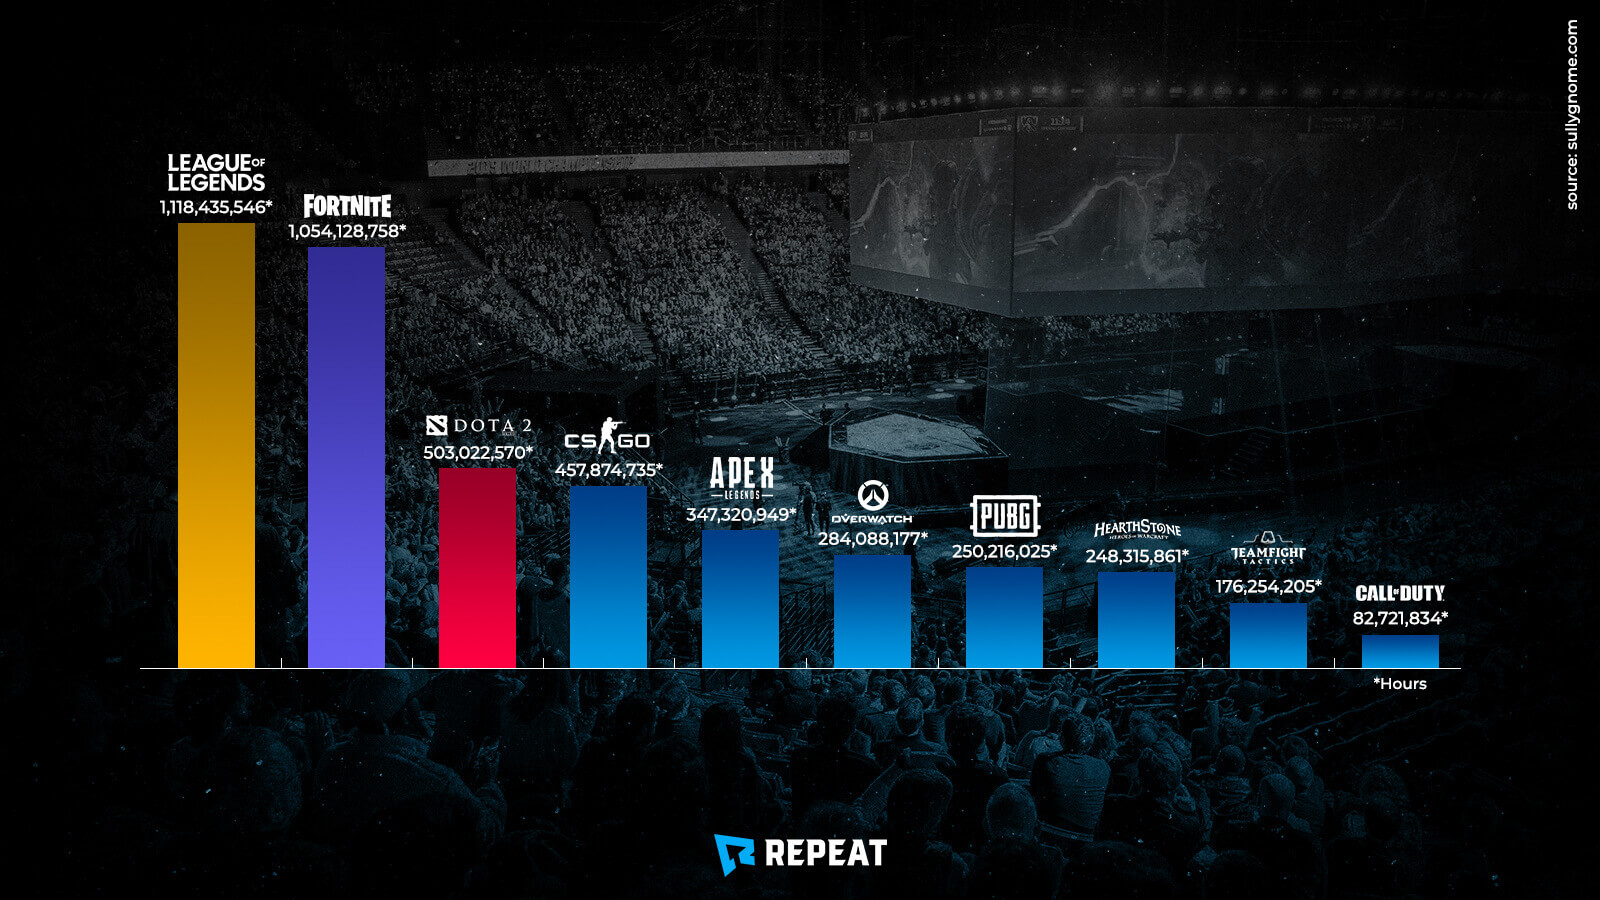 source: sullygnome.com
LEAGUE OF
LEGENDS
1,118,435,546*
FORTNITE
1,054,128,758*
DOTA 2
503,022,570*
CS GO
457,874,735*
APEX
LEGENDS
347,320,949*
OVERWATCH
284,088,177*
PUBG
250,216,025*
HEARTHSTONE
HEROES OF WARCRAFT
248,315,861*
TEAMFIGHT
TACTICS
176,254,205*
CALL OF DUTY
82,721,834*
*Hours
REPEAT